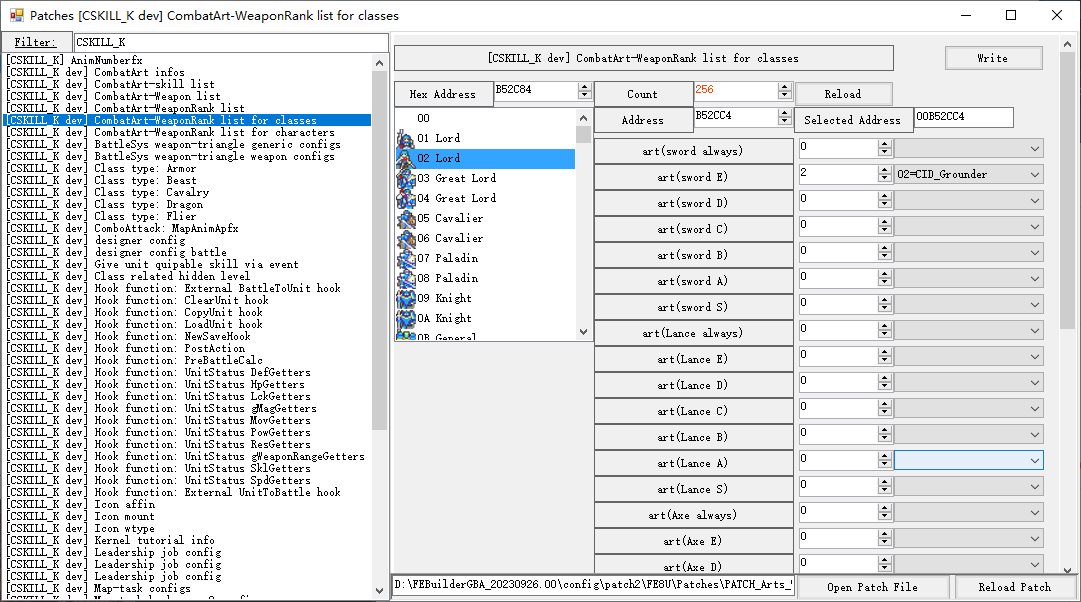 Patches [CSKILL_K dev] CombatArt-WeaponRank list for classes
Filter:
CSKILL_K
[CSKILL_K] AnimNumberfx
[CSKILL_K dev] CombatArt infos
[CSKILL_K dev] CombatArt-skill list
[CSKILL_K dev] CombatArt-Weapon list
[CSKILL_K dev] CombatArt-WeaponRank list
[CSKILL_K dev] CombatArt-WeaponRank list for classes
[CSKILL_K dev] CombatArt-WeaponRank list for characters
[CSKILL_K dev] BattleSys weapon-triangle generic configs
[CSKILL_K dev] BattleSys weapon-triangle weapon configs
[CSKILL_K dev] Class type: Armor
[CSKILL_K dev] Class type: Beast
[CSKILL_K dev] Class type: Cavalry
[CSKILL_K dev] Class type: Dragon
[CSKILL_K dev] Class type: Flier
[CSKILL_K dev] ComboAttack: MapAnimApfx
[CSKILL_K dev] designer config
[CSKILL_K dev] designer config battle
[CSKILL_K dev] Give unit quipable skill via event
[CSKILL_K dev] Class related hidden level
[CSKILL_K dev] Hook function: External BattleToUnit hook
[CSKILL_K dev] Hook function: ClearUnit hook
[CSKILL_K dev] Hook function: CopyUnit hook
[CSKILL_K dev] Hook function: LoadUnit hook
[CSKILL_K dev] Hook function: NewSaveHook
[CSKILL_K dev] Hook function: PostAction
[CSKILL_K dev] Hook function: PreBattleCalc
[CSKILL_K dev] Hook function: UnitStatus DefGetters
[CSKILL_K dev] Hook function: UnitStatus HpGetters
[CSKILL_K dev] Hook function: UnitStatus LckGetters
[CSKILL_K dev] Hook function: UnitStatus gMagGetters
[CSKILL_K dev] Hook function: UnitStatus MovGetters
[CSKILL_K dev] Hook function: UnitStatus PowGetters
[CSKILL_K dev] Hook function: UnitStatus ResGetters
[CSKILL_K dev] Hook function: UnitStatus gWeaponRangeGetters
[CSKILL_K dev] Hook function: UnitStatus SklGetters
[CSKILL_K dev] Hook function: UnitStatus SpdGetters
[CSKILL_K dev] Hook function: External UnitToBattle hook
[CSKILL_K dev] Icon affin
[CSKILL_K dev] Icon mount
[CSKILL_K dev] Icon wtype
[CSKILL_K dev] Kernel tutorial info
[CSKILL_K dev] Leadership job config
[CSKILL_K dev] Leadership job config
[CSKILL_K dev] Leadership job config
[CSKILL_K dev] Map-task configs
[CSKILL_K dev] CombatArt-WeaponRank list for classes
Write
Hex Address
B52C84
Count
256
Reload
Address
B52CC4
Selected Address
00B52CC4
00
01 Lord
02 Lord
03 Great Lord
04 Great Lord
05 Cavalier
06 Cavalier
07 Paladin
08 Paladin
09 Knight
0A Knight
0B General
art(sword always) 0
art(sword E) 2 02=CID_Grounder
art(sword D) 0
art(sword C) 0
art(sword B) 0
art(sword A) 0
art(sword S) 0
art(Lance always) 0
art(Lance E) 0
art(Lance D) 0
art(Lance C) 0
art(Lance B) 0
art(Lance A) 0
art(Lance S) 0
art(Axe always) 0
art(Axe E) 0
art(Axe D) 0
D:\FEBuilderGBA_20230926.00\config\patch2\FE8U\Patches\PATCH_Arts_
Open Patch File
Reload Patch